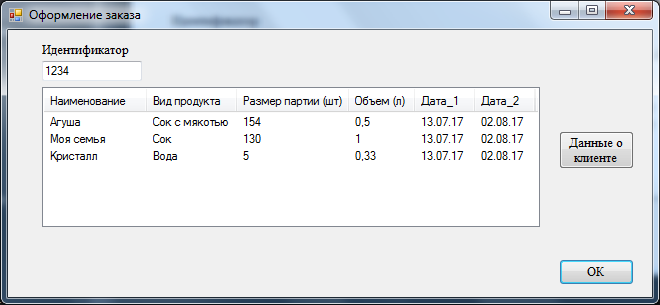 Оформление заказа
Идентификатор
1234
Наименование Вид продукта Размер партии (шт) Объем (л) Дата_1 Дата_2
Агуша Сок с мякотью 154 0,5 13.07.17 02.08.17
Моя семья Сок 130 1 13.07.17 02.08.17
Кристалл Вода 5 0,33 13.07.17 02.08.17
Данные о
клиенте
OK